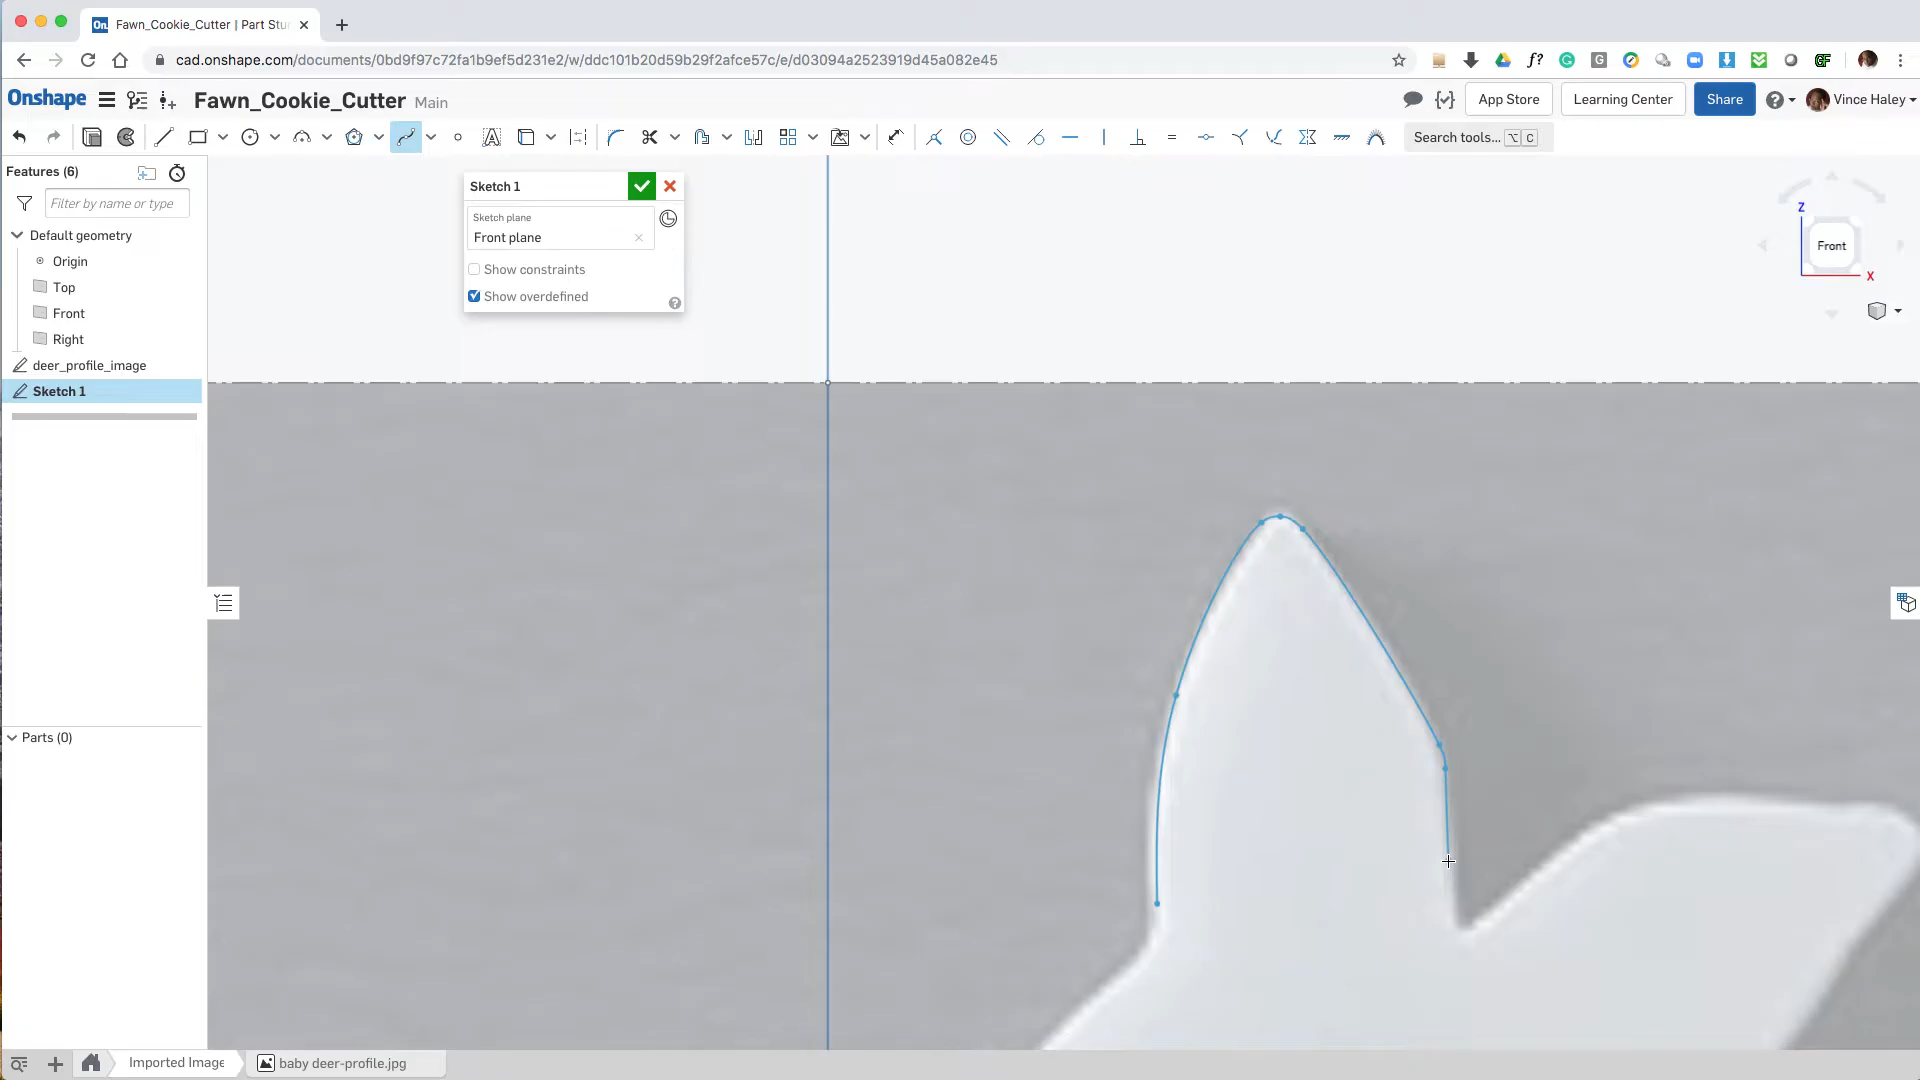 Fawn_Cookie_Cutter | Part Stu
cad.onshape.com/documents/0bd9f97c72fa1b9ef5d231e2/w/ddc101b20d59b29f2afce57c/e/d03094a2523919d45a082e45
Onshape Fawn_Cookie_Cutter Main App Store Learning Center Share Vince Haley
Search tools... ⌥ C
Features (6)
Filter by name or type
Default geometry
Origin
Top
Front
Right
deer_profile_image
Sketch 1
Parts (0)
Sketch 1
Sketch plane
Front plane
Show constraints
Show overdefined
Z
Front
X
Imported Image baby deer-profile.jpg